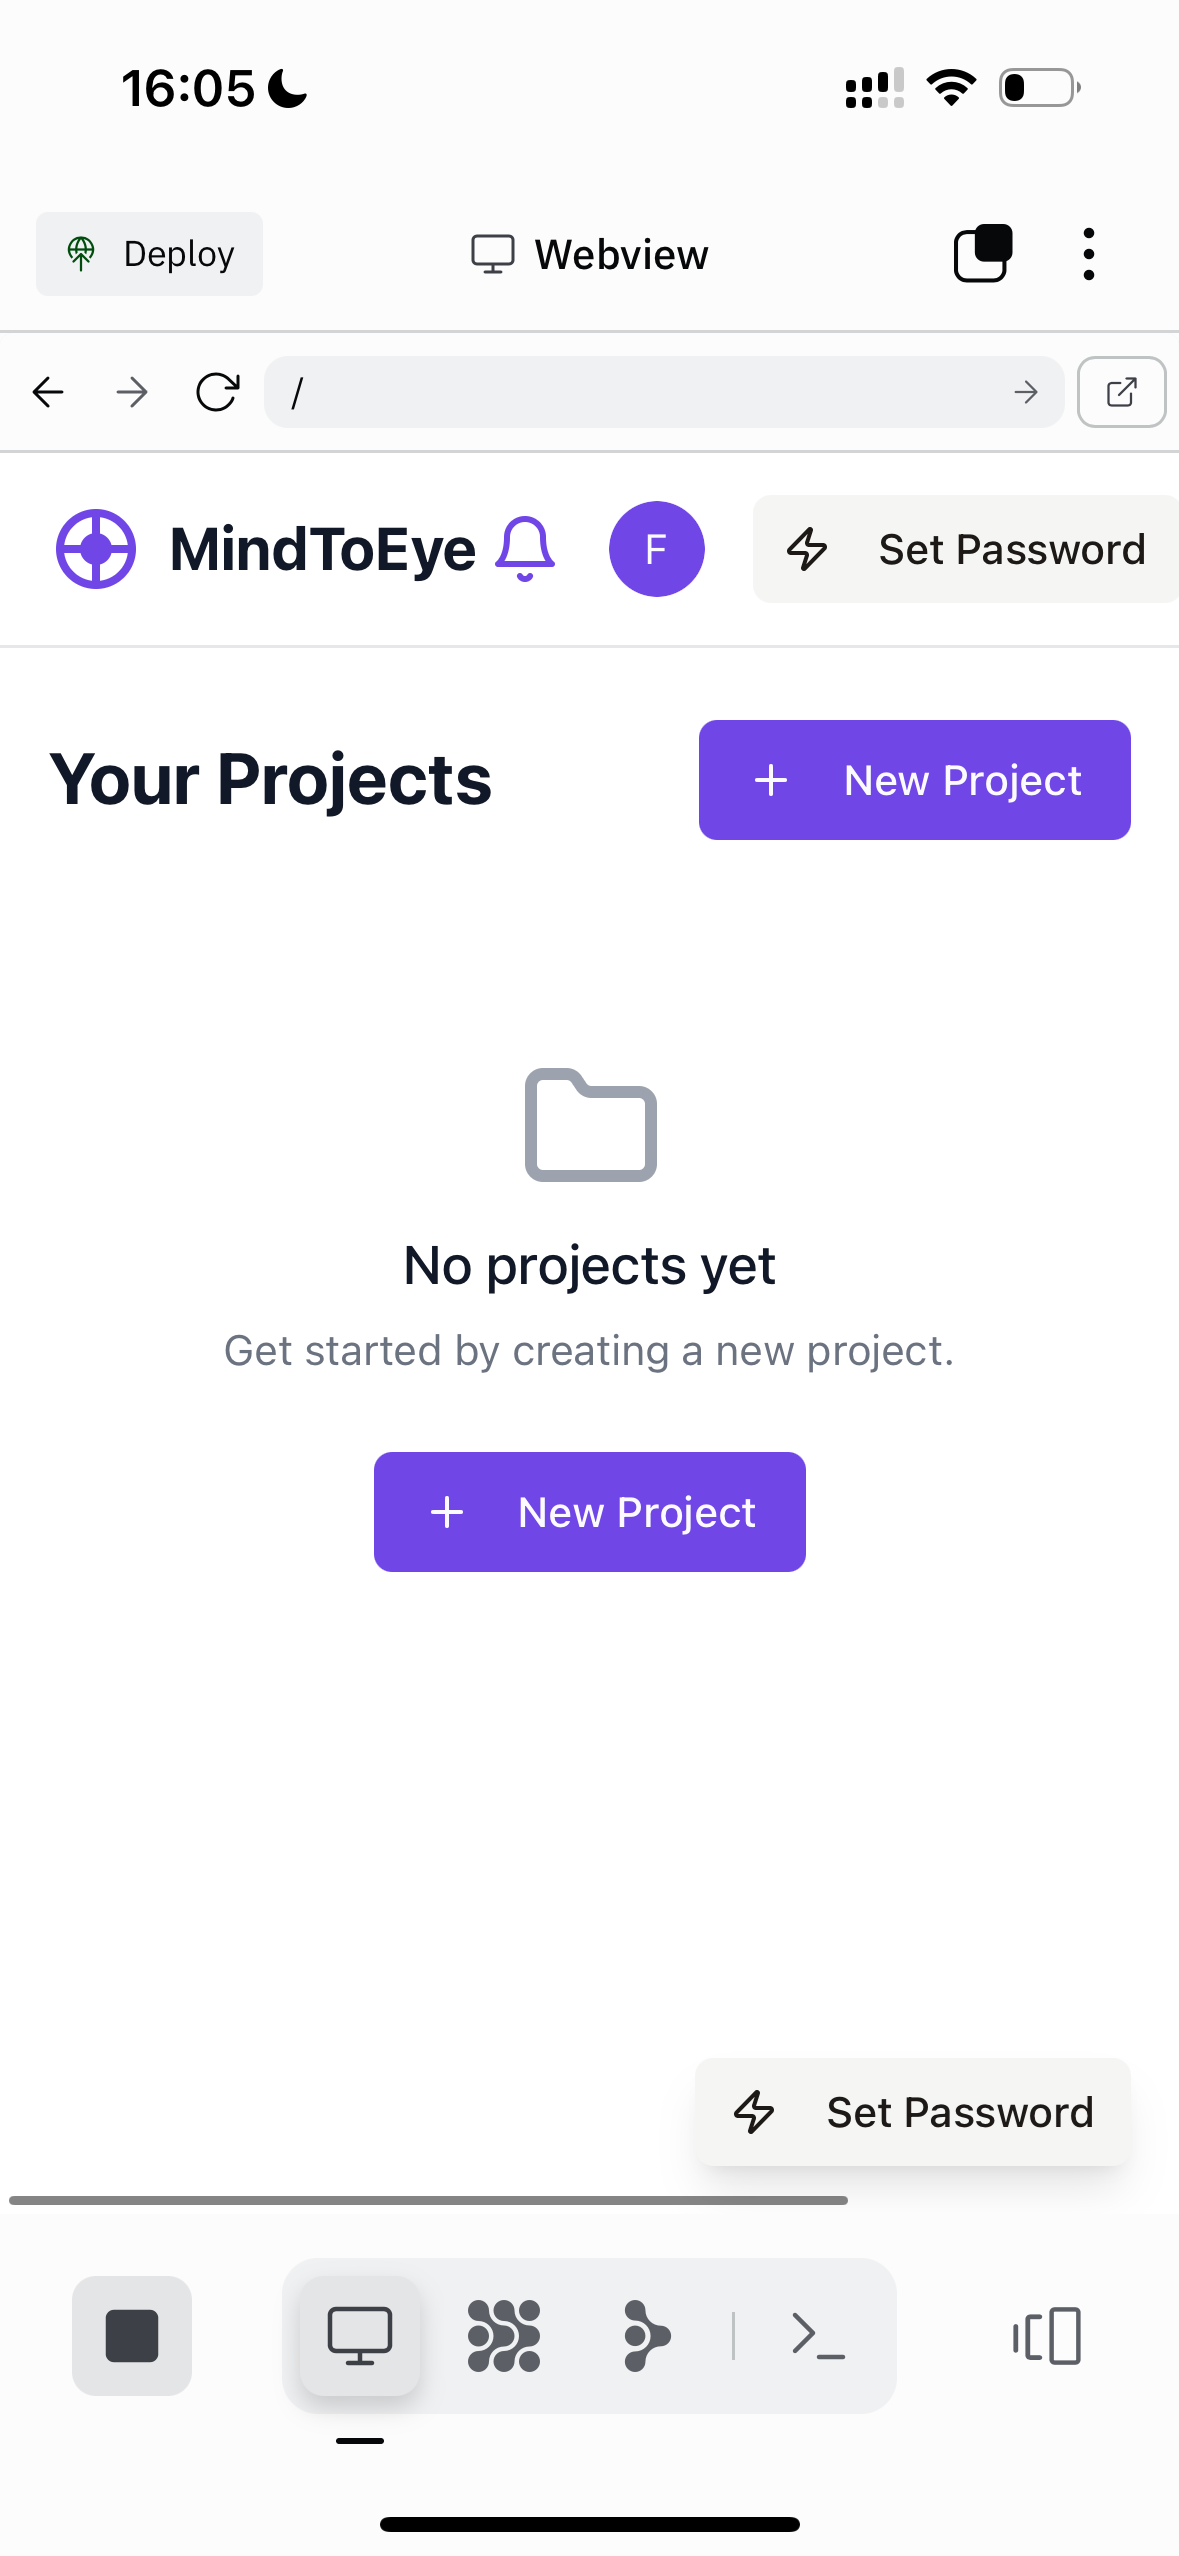 16:05
Deploy
Webview
/
MindToEye
F
Set Password
Your Projects
+ New Project
No projects yet
Get started by creating a new project.
+ New Project
Set Password